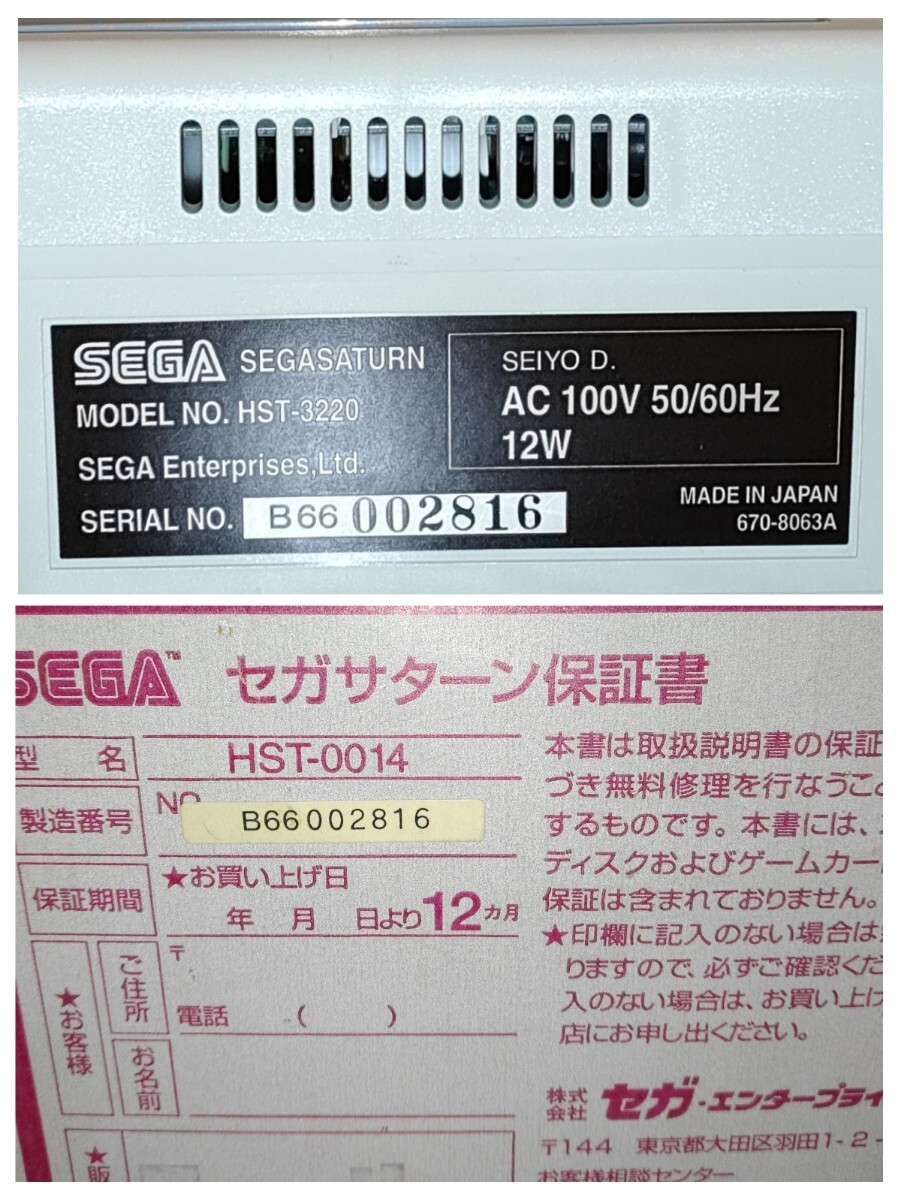 SEGA SEGASATURN
MODEL NO. HST-3220
SEGA Enterprises,Ltd.
SERIAL NO. B66 002816
SEIYO D.
AC 100V 50/60Hz
12W
MADE IN JAPAN
670-8063A
SEGA™ セガサターン保証書
型名 HST-0014
製造番号 NO B66002816
保証期間 ★お買い上げ日
年 月 日より12カ月
★お客様
ご住所
〒
電話 ( )
お名前
★販
本書は取扱説明書の保証
づき無料修理を行なうこと
するものです。本書には、
ディスクおよびゲームカー
保証は含まれておりません。
★印欄に記入のない場合は
りますので、必ずご確認くだ
入のない場合は、お買い上げ
店にお申し出ください。
株式会社 セガ・エンタープライ
〒144 東京都大田区羽田1-2-
お客様相談センター